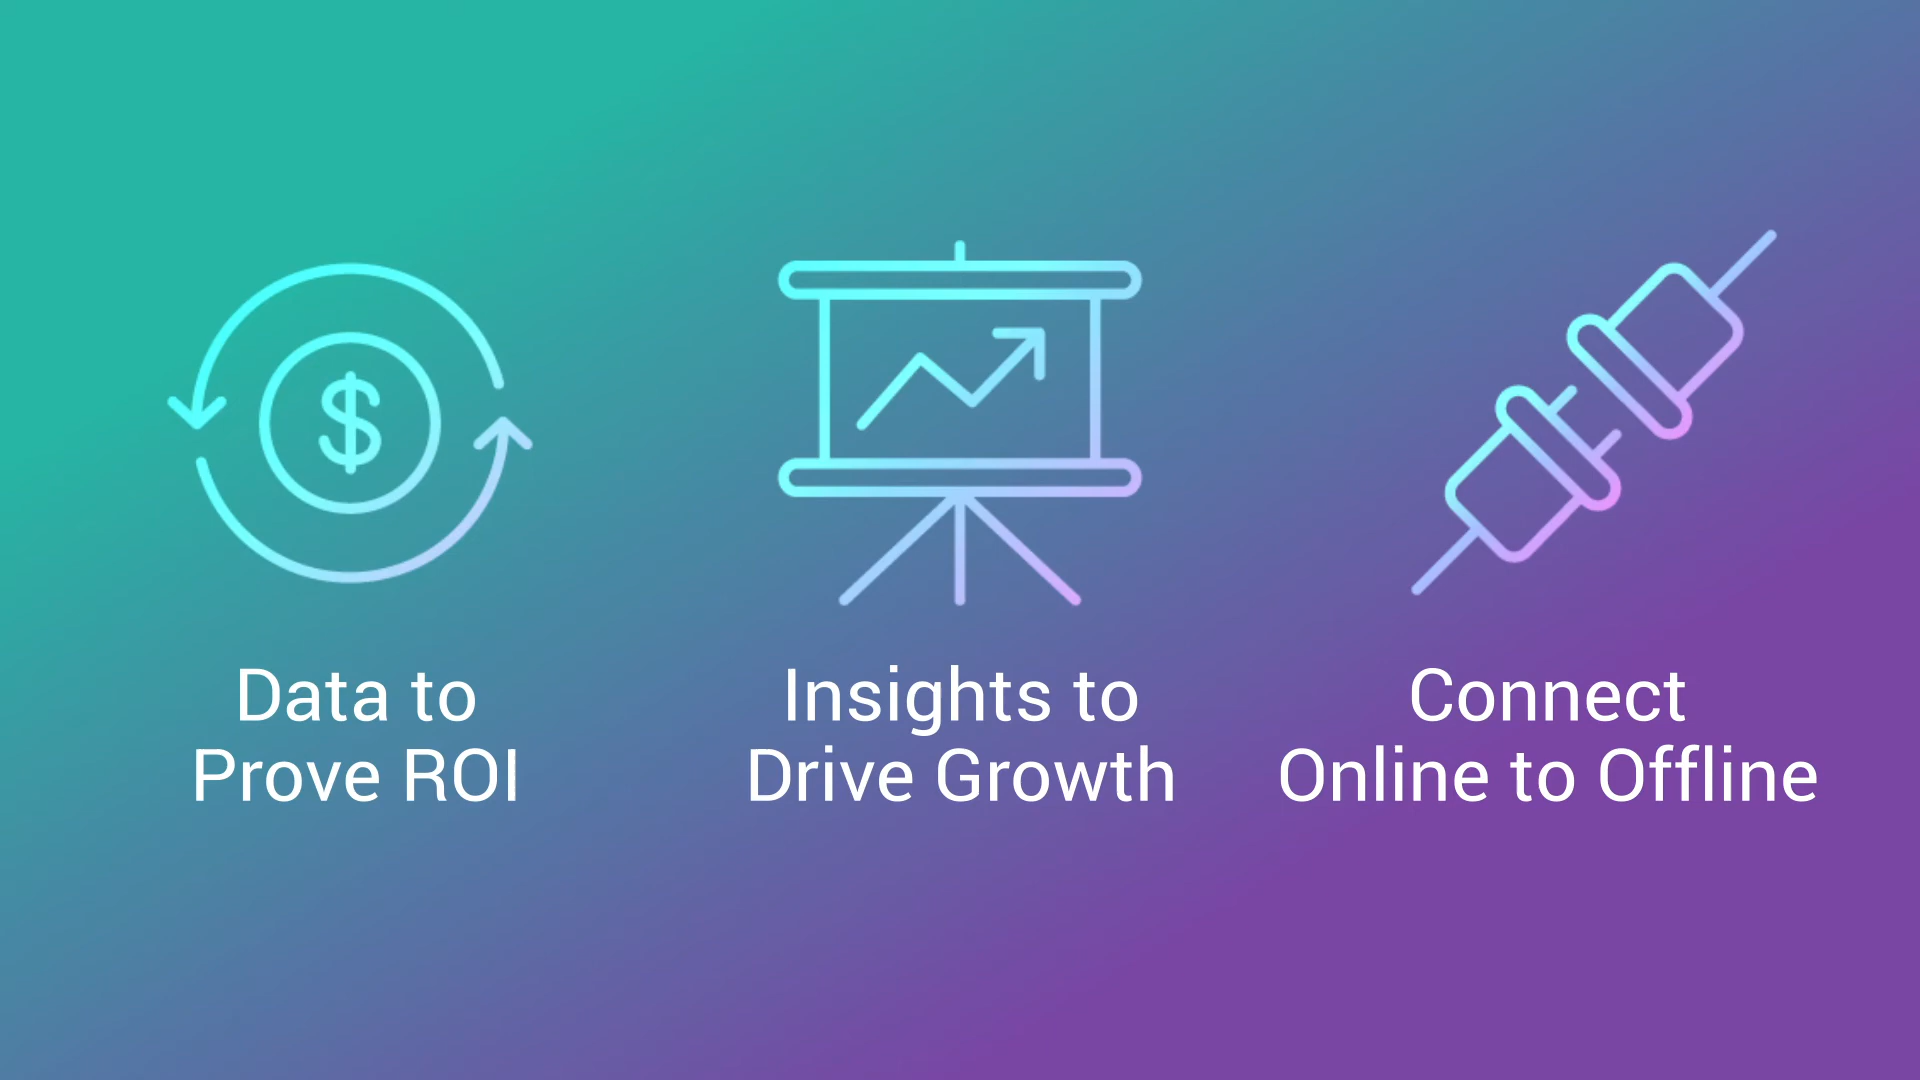 Data to
Prove ROI
Insights to
Drive Growth
Connect
Online to Offline